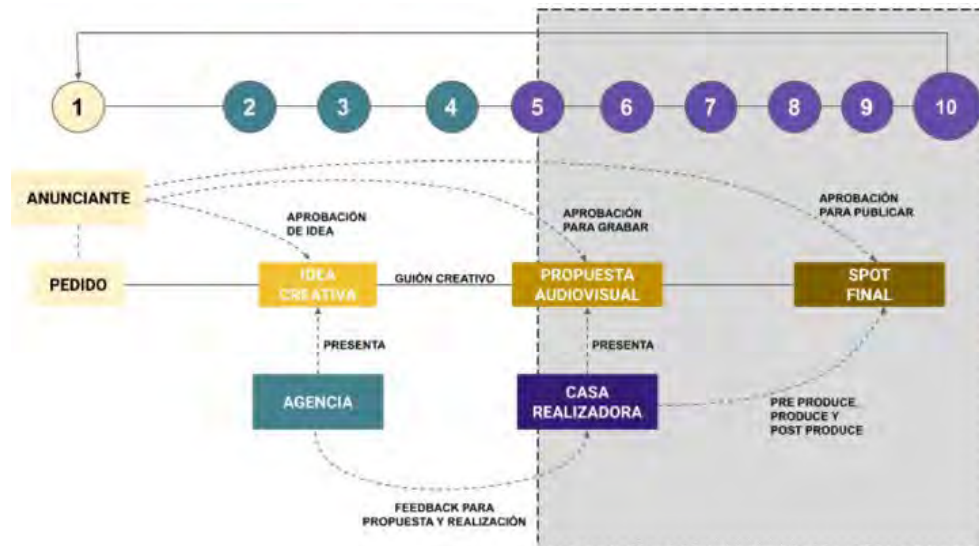 1
2
3
4
5
6
7
8
9
10
ANUNCIANTE
APROBACIÓN
DE IDEA
APROBACIÓN
PARA GRABAR
APROBACIÓN
PARA PUBLICAR
PEDIDO
IDEA
CREATIVA
GUIÓN CREATIVO
PROPUESTA
AUDIOVISUAL
SPOT
FINAL
PRESENTA
PRESENTA
AGENCIA
CASA
REALIZADORA
PRE PRODUCE,
PRODUCE Y
POST PRODUCE
FEEDBACK PARA
PROPUESTA Y REALIZACIÓN